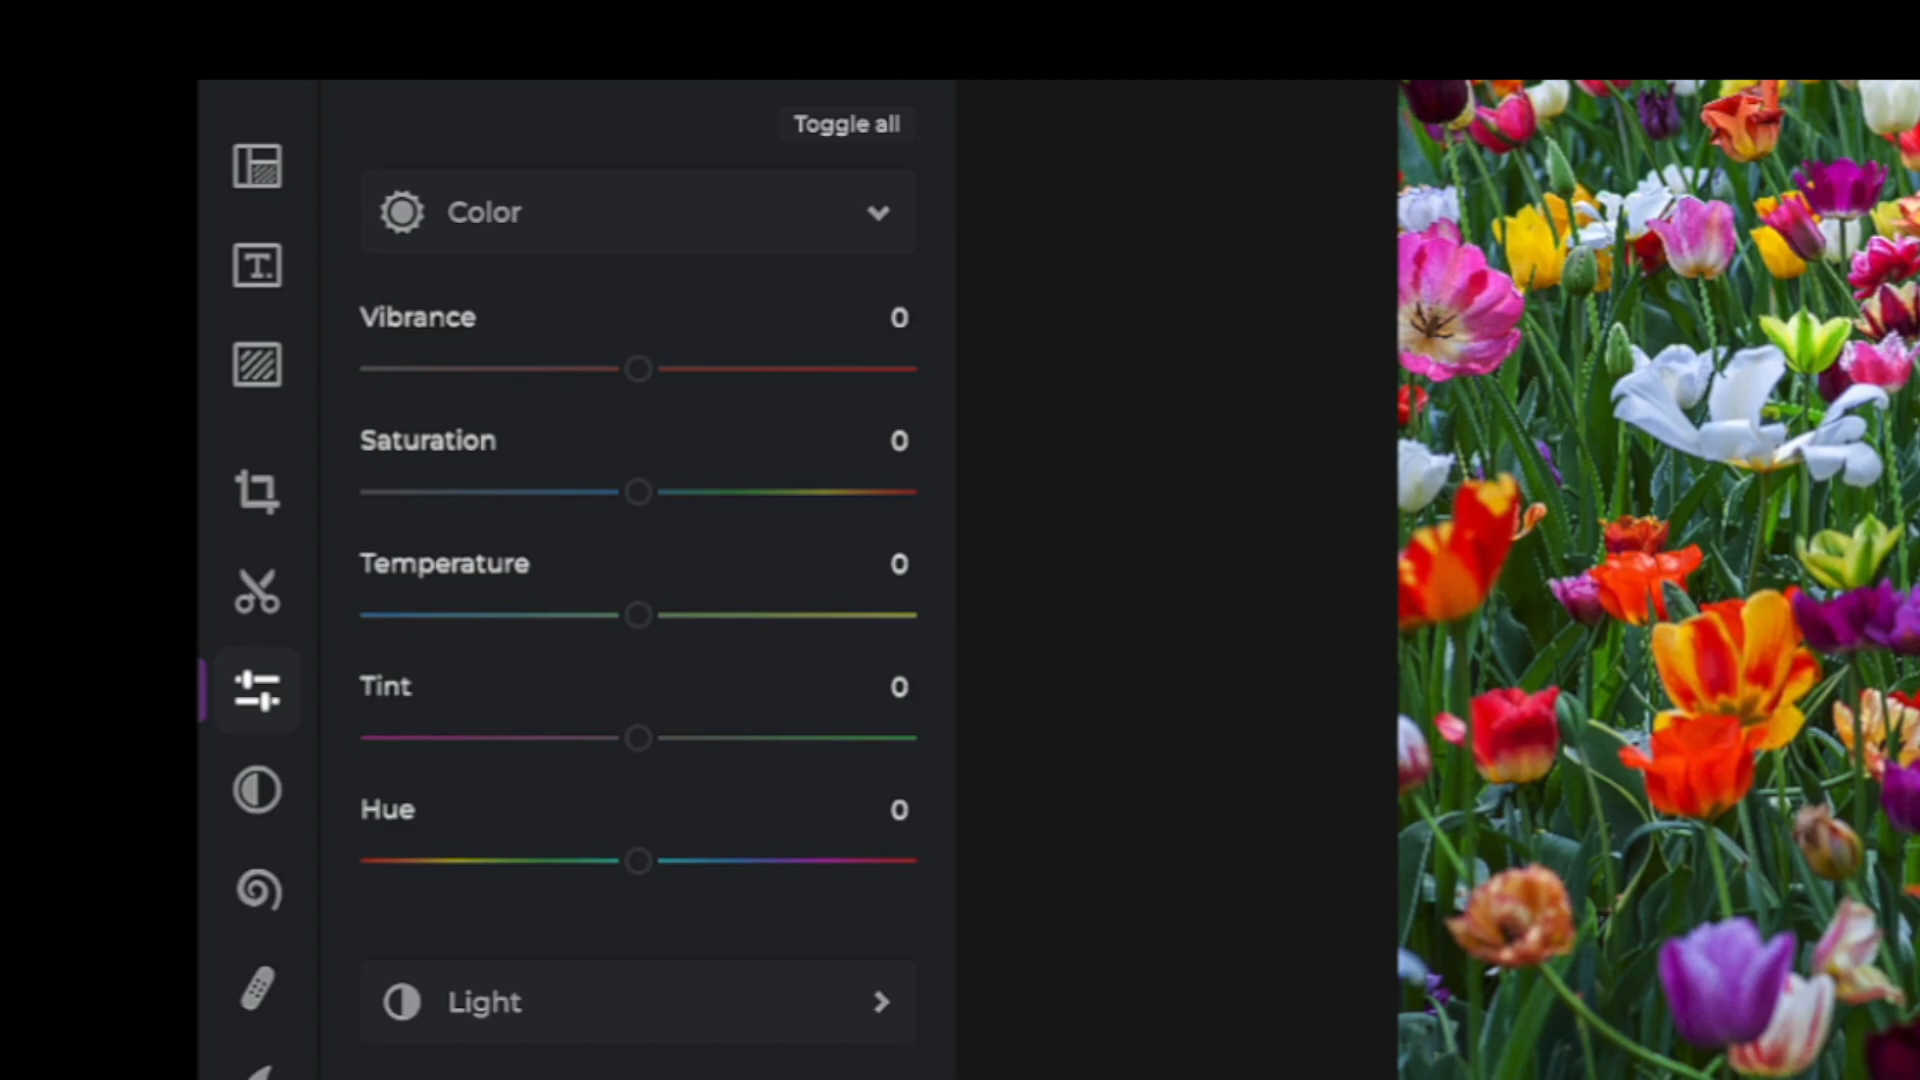 Toggle all
Color
Vibrance 0
Saturation 0
Temperature 0
Tint 0
Hue 0
Light